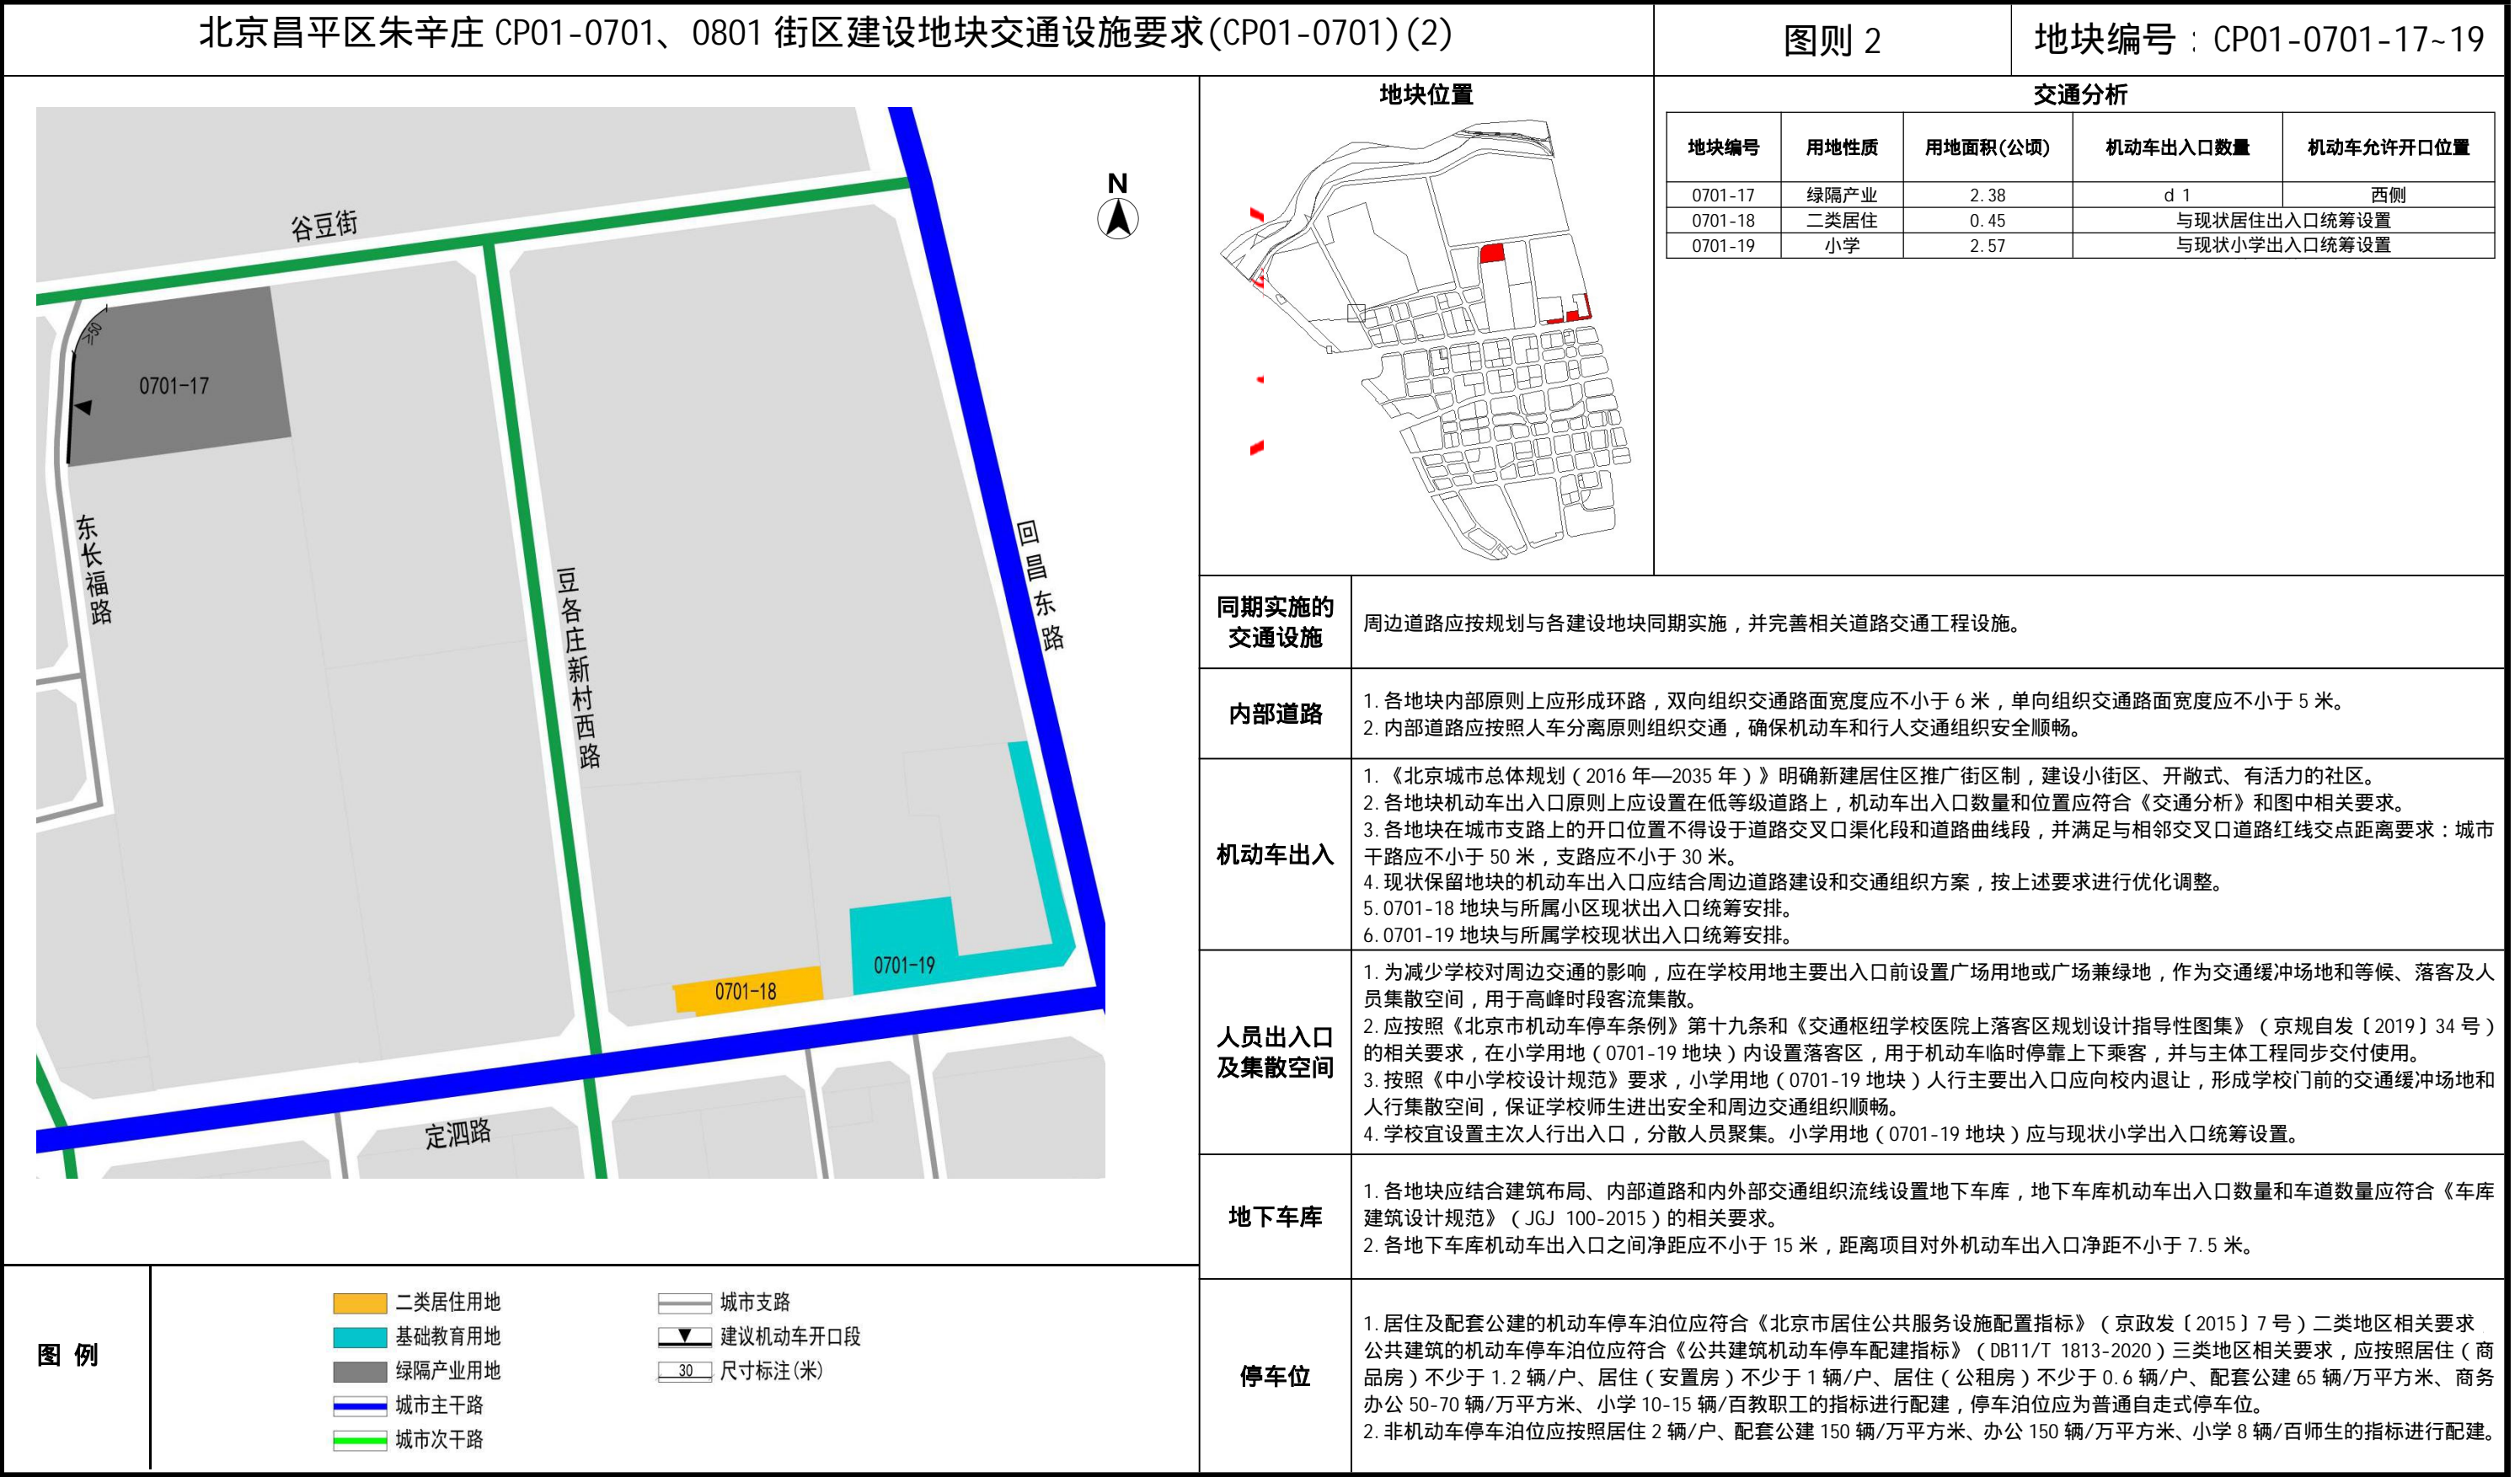 北京昌平区朱辛庄 CP01-0701、0801 街区建设地块交通设施要求(CP01-0701)(2)
图则 2
地块编号：CP01-0701-17~19
谷豆街
N
≥50
0701-17
东长福路
豆各庄新村西路
回昌东路
0701-19
0701-18
定泗路
地块位置
交通分析
地块编号 用地性质 用地面积(公顷) 机动车出入口数量 机动车允许开口位置
0701-17 绿隔产业 2.38 d 1 西侧
0701-18 二类居住 0.45 与现状居住出入口统筹设置
0701-19 小学 2.57 与现状小学出入口统筹设置
同期实施的
交通设施
周边道路应按规划与各建设地块同期实施，并完善相关道路交通工程设施。
内部道路
1.各地块内部原则上应形成环路，双向组织交通路面宽度应不小于 6 米，单向组织交通路面宽度应不小于 5 米。
2.内部道路应按照人车分离原则组织交通，确保机动车和行人交通组织安全顺畅。
机动车出入
1.《北京城市总体规划（2016 年—2035 年）》明确新建居住区推广街区制，建设小街区、开敞式、有活力的社区。
2.各地块机动车出入口原则上应设置在低等级道路上，机动车出入口数量和位置应符合《交通分析》和图中相关要求。
3.各地块在城市支路上的开口位置不得设于道路交叉口渠化段和道路曲线段，并满足与相邻交叉口道路红线交点距离要求：城市
干路应不小于 50 米，支路应不小于 30 米。
4.现状保留地块的机动车出入口应结合周边道路建设和交通组织方案，按上述要求进行优化调整。
5.0701-18 地块与所属小区现状出入口统筹安排。
6.0701-19 地块与所属学校现状出入口统筹安排。
人员出入口
及集散空间
1.为减少学校对周边交通的影响，应在学校用地主要出入口前设置广场用地或广场兼绿地，作为交通缓冲场地和等候、落客及人
员集散空间，用于高峰时段客流集散。
2.应按照《北京市机动车停车条例》第十九条和《交通枢纽学校医院上落客区规划设计指导性图集》（京规自发〔2019〕34 号）
的相关要求，在小学用地（0701-19 地块）内设置落客区，用于机动车临时停靠上下乘客，并与主体工程同步交付使用。
3.按照《中小学校设计规范》要求，小学用地（0701-19 地块）人行主要出入口应向校内退让，形成学校门前的交通缓冲场地和
人行集散空间，保证学校师生进出安全和周边交通组织顺畅。
4.学校宜设置主次人行出入口，分散人员聚集。小学用地（0701-19 地块）应与现状小学出入口统筹设置。
地下车库
1.各地块应结合建筑布局、内部道路和内外部交通组织流线设置地下车库，地下车库机动车出入口数量和车道数量应符合《车库
建筑设计规范》（JGJ 100-2015）的相关要求。
2.各地下车库机动车出入口之间净距应不小于 15 米，距离项目对外机动车出入口净距不小于 7.5 米。
停车位
1.居住及配套公建的机动车停车泊位应符合《北京市居住公共服务设施配置指标》（京政发〔2015〕7 号）二类地区相关要求
公共建筑的机动车停车泊位应符合《公共建筑机动车停车配建指标》（DB11/T 1813-2020）三类地区相关要求，应按照居住（商
品房）不少于 1.2 辆/户、居住（安置房）不少于 1 辆/户、居住（公租房）不少于 0.6 辆/户、配套公建 65 辆/万平方米、商务
办公 50-70 辆/万平方米、小学 10-15 辆/百教职工的指标进行配建，停车泊位应为普通自走式停车位。
2.非机动车停车泊位应按照居住 2 辆/户、配套公建 150 辆/万平方米、办公 150 辆/万平方米、小学 8 辆/百师生的指标进行配建。
图 例
二类居住用地
基础教育用地
绿隔产业用地
城市主干路
城市次干路
城市支路
建议机动车开口段
30 尺寸标注(米)